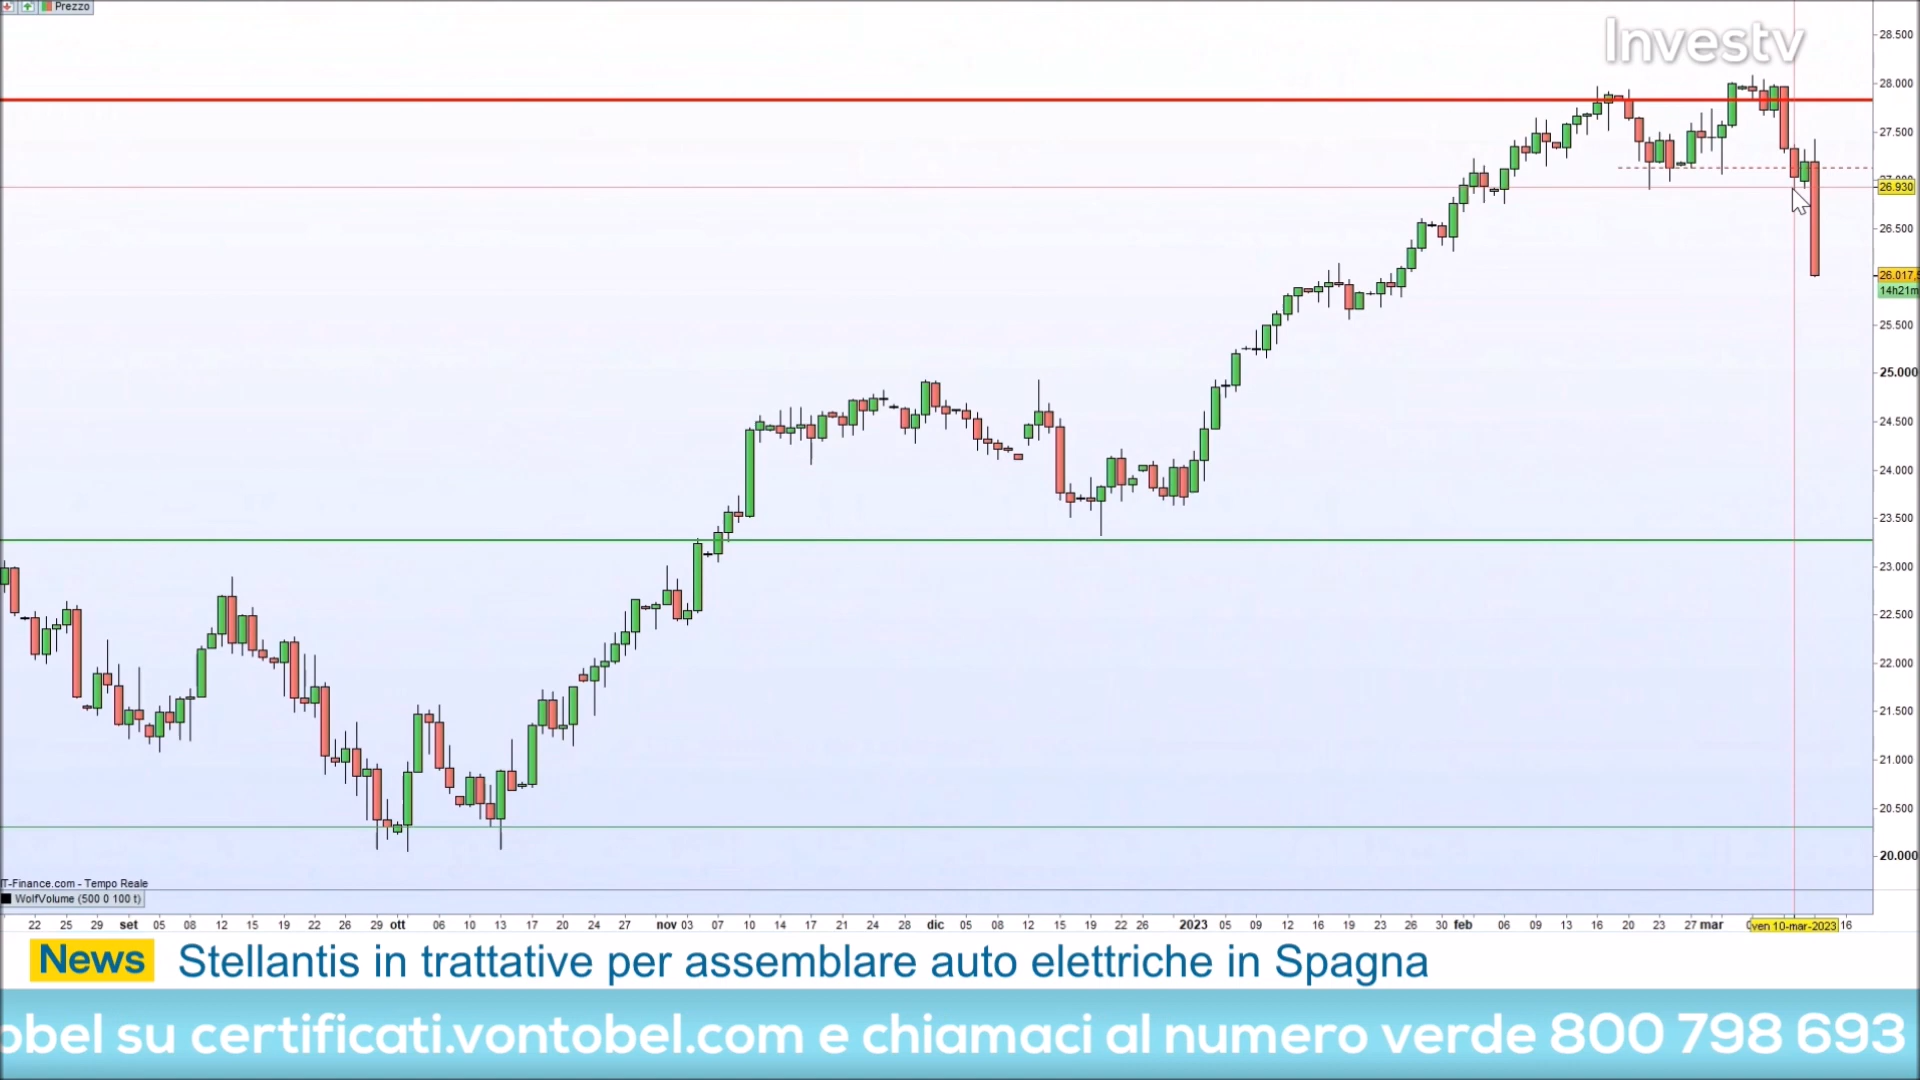 Prezzo
Investv
28.500
28.000
27.500
26.930
26.500
26.017,5
14h21m
25.500
25.000
24.500
24.000
23.500
23.000
22.500
22.000
21.500
21.000
20.500
20.000
IT-Finance.com - Tempo Reale
WolfVolume (500 0 100 t)
22 25 29 set 05 08 12 15 19 22 26 29 ott 06 10 13 17 20 24 27 nov 03 07 10 14 17 21 24 28 dic 05 08 12 15 19 22 26 2023 05 09 12 16 19 23 26 30 feb 06 09 13 16 20 23 27 mar ven 10-mar-2023 16
News Stellantis in trattative per assemblare auto elettriche in Spagna
obel su certificati.vontobel.com e chiamaci al numero verde 800 798 693